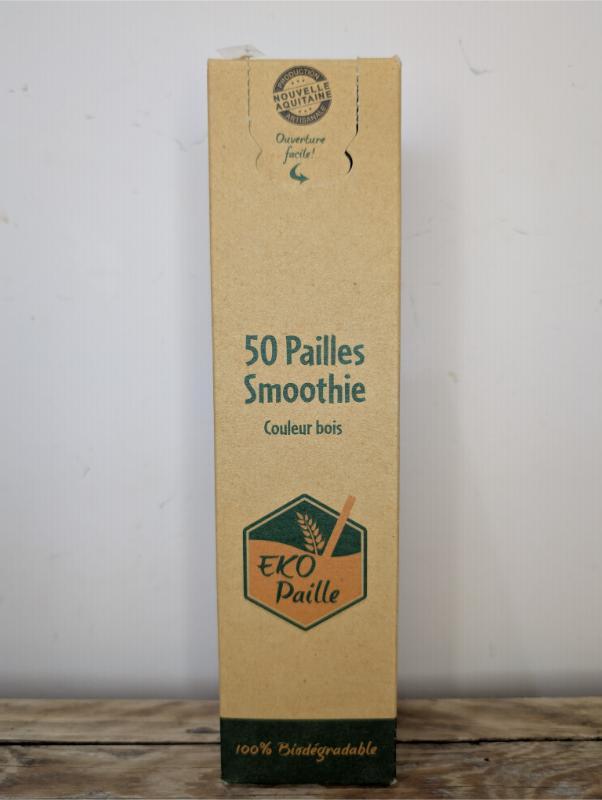 PRODUCTION
NOUVELLE
AQUITAINE
ARTISANALE
Ouverture
facile!
50 Pailles
Smoothie
Couleur bois
EKO
Paille
100% Biodégradable